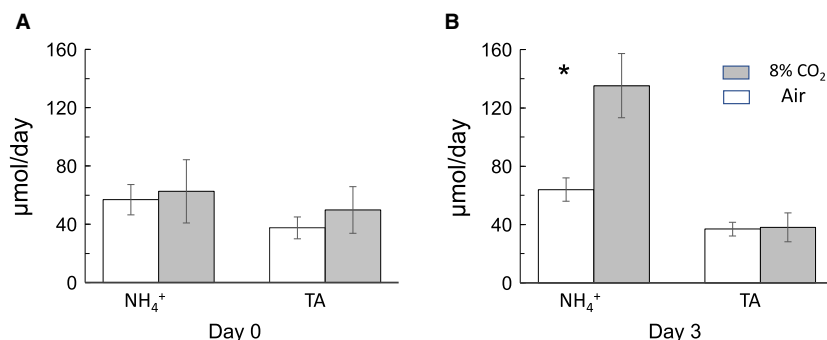 A
160
120
80
40
0
µmol/day
NH₄⁺
TA
Day 0
B
160
120
80
40
0
µmol/day
*
8% CO₂
Air
NH₄⁺
TA
Day 3